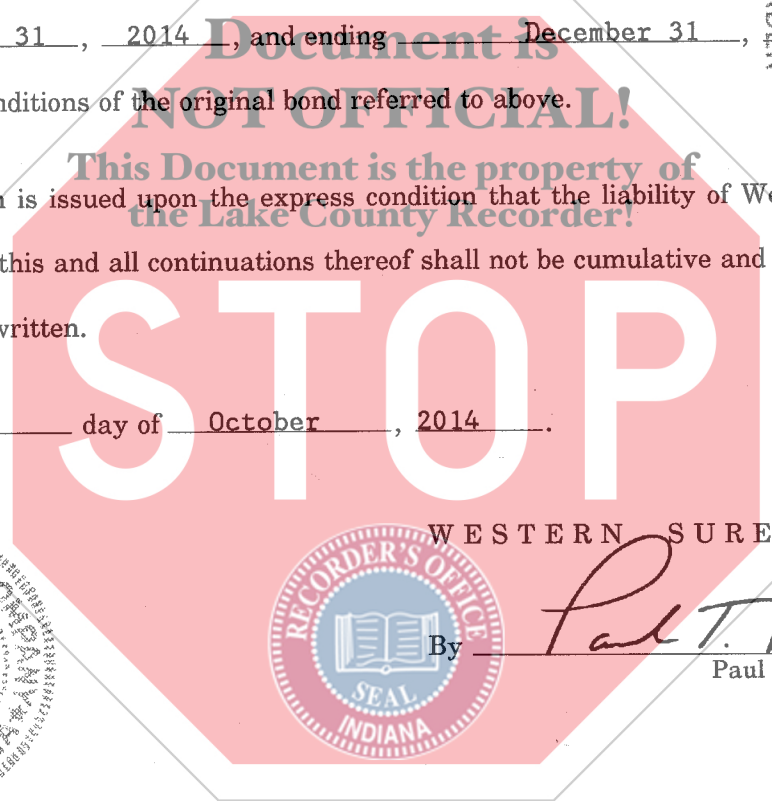 31 , 2014 , and ending December 31 ,
Document is
nditions of the original bond referred to above.
NOT OFFICIAL!
This Document is the property of
n is issued upon the express condition that the liability of We
the Lake County Recorder!
this and all continuations thereof shall not be cumulative and
written.
STOP
day of October , 2014 .
WESTERN SURE
RECORDER'S OFFICE
SEAL
INDIANA
By Paul T.
Paul